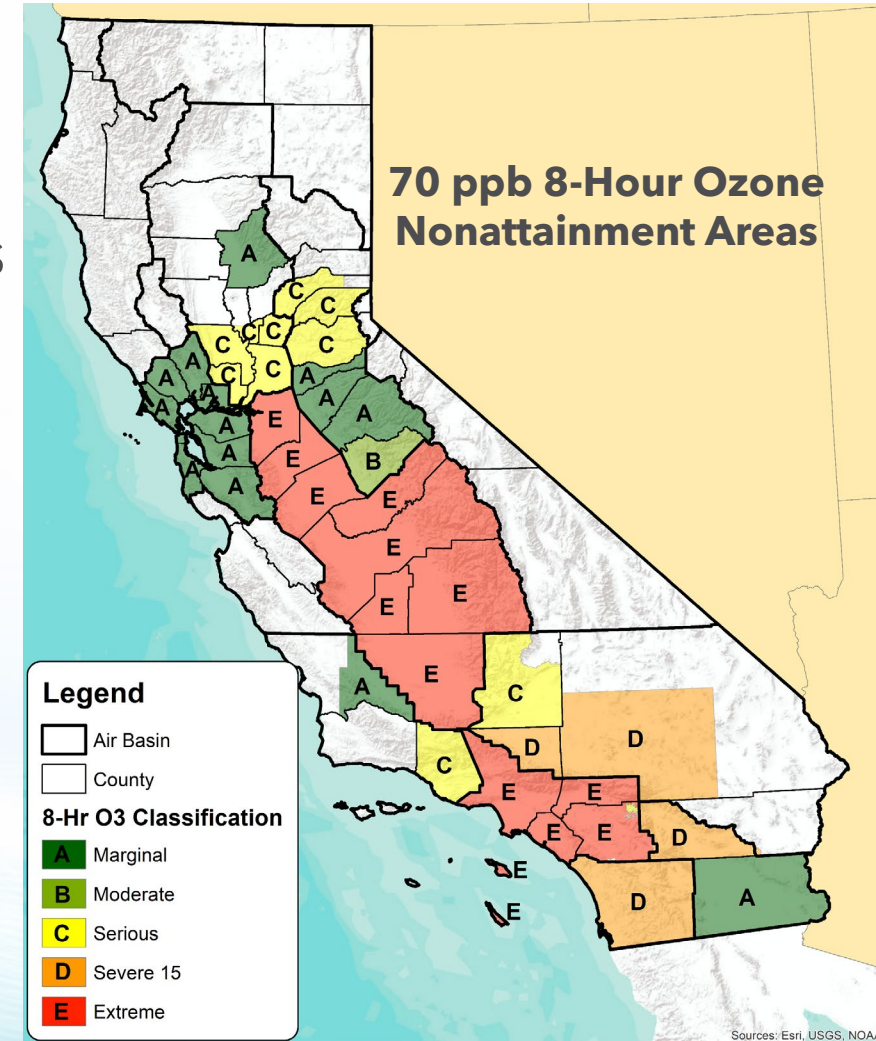 70 ppb 8-Hour Ozone
Nonattainment Areas
s
A
C
C
C
C
C
C
C
C
A
A
A
A
A
A
A
A
A
A
A
A
B
E
E
E
E
E
E
E
E
A
C
C
D
D
E
E
E
E
D
E
E
D
A
Legend
Air Basin
County
8-Hr O3 Classification
A Marginal
B Moderate
C Serious
D Severe 15
E Extreme
Sources: Esri, USGS, NOAA